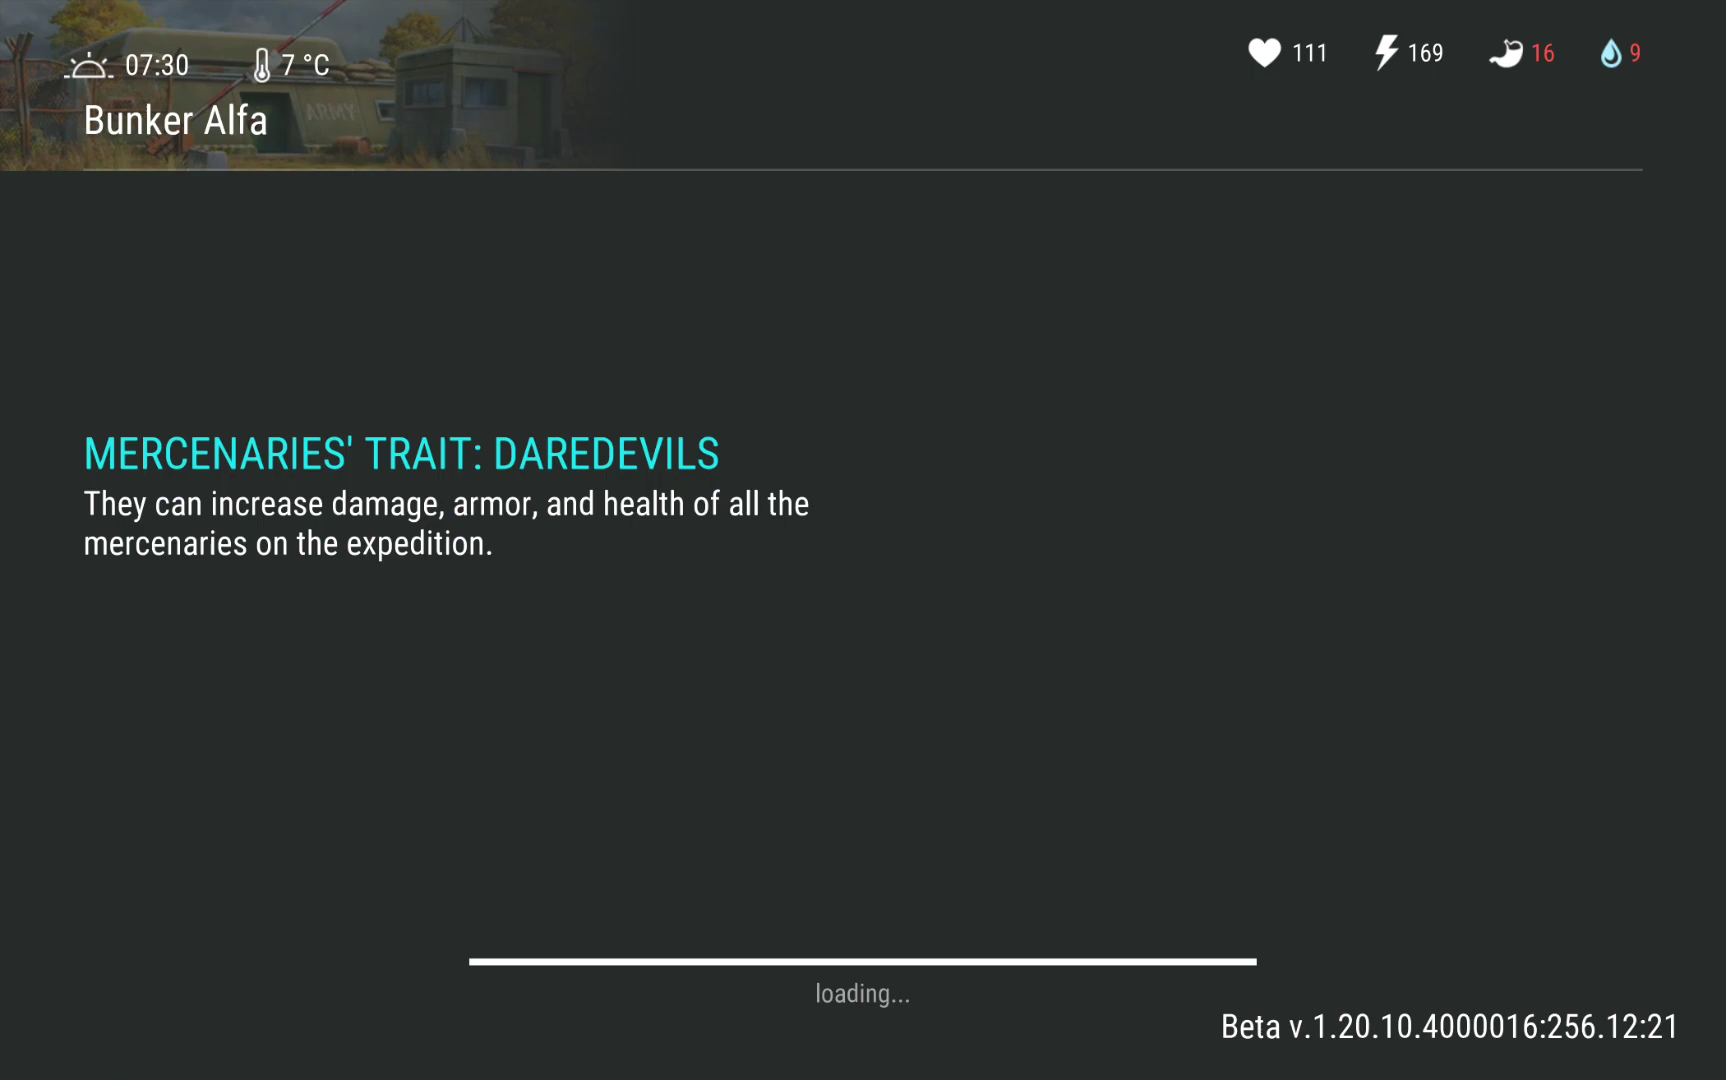 07:30 7 °C
111 169 16 9
ARMY
Bunker Alfa
MERCENARIES' TRAIT: DAREDEVILS
They can increase damage, armor, and health of all the
mercenaries on the expedition.
loading...
Beta v.1.20.10.4000016:256.12:21